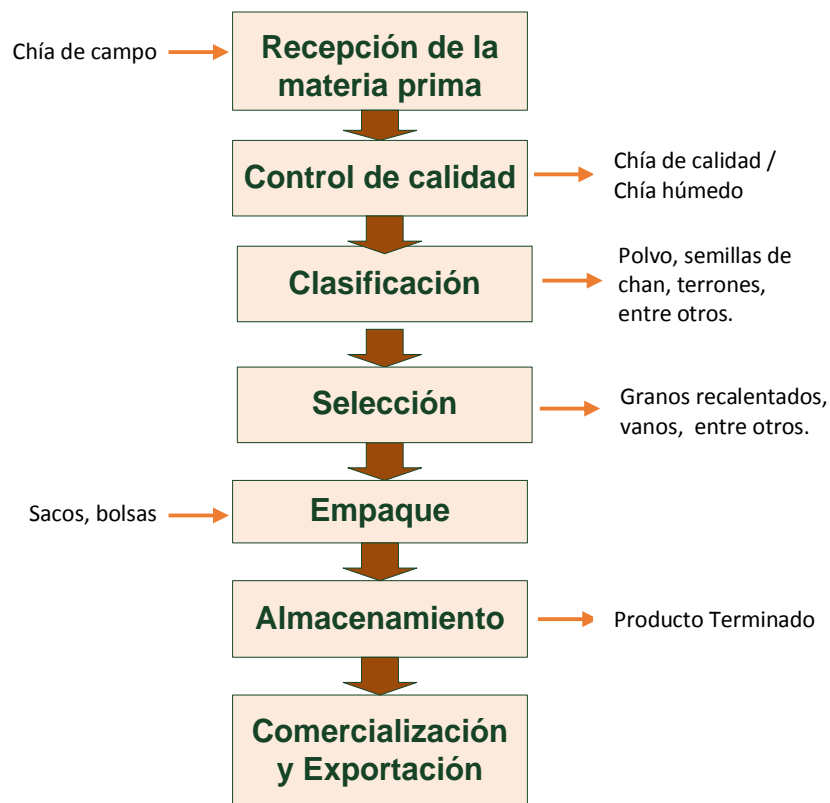 Chía de campo
Recepción de la
materia prima
Control de calidad
Chía de calidad /
Chía húmedo
Clasificación
Polvo, semillas de
chan, terrones,
entre otros.
Selección
Granos recalentados,
vanos, entre otros.
Sacos, bolsas
Empaque
Almacenamiento
Producto Terminado
Comercialización
y Exportación